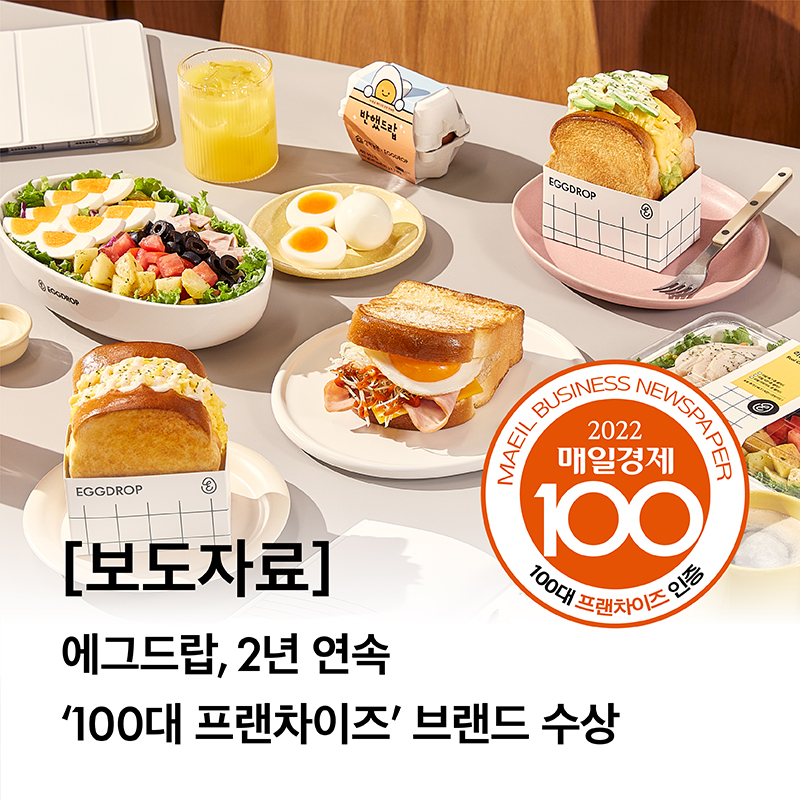 반했드랍
EGGDROP
EGGDROP
EGGDROP
EGGDROP
MAEIL BUSINESS NEWSPAPER
2022
매일경제
100
100대 프랜차이즈 인증
[보도자료]
에그드랍, 2년 연속
‘100대 프랜차이즈’ 브랜드 수상